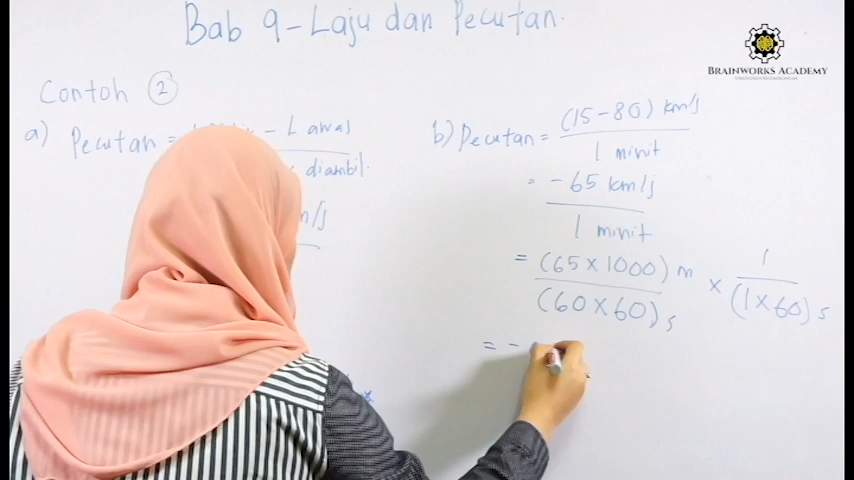 Bab 9 - Laju dan Pecutan.
BRAINWORKS ACADEMY
Contoh 2
a) Pecutan = - L awal
diambil.
b) Pecutan = (15 - 80) km/j
1 minit
= - 65 km/j
1 minit
= (65 x 1000) m x 1
(60 x 60) s (1 x 60) s
= -